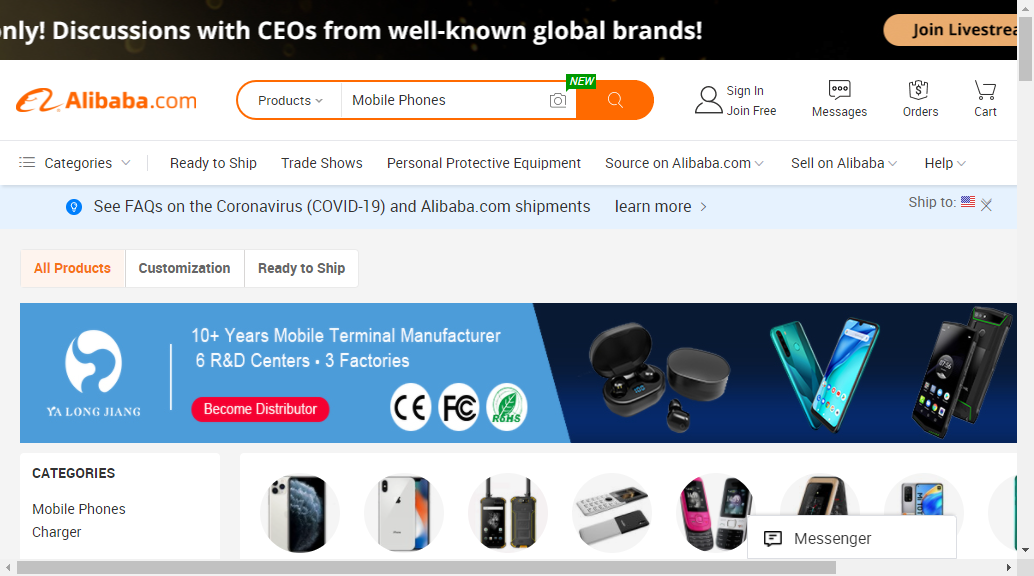 only! Discussions with CEOs from well-known global brands!
Join Livestrea
Alibaba.com
Products
Mobile Phones
NEW
Sign In
Join Free
Messages
Orders
Cart
Categories
Ready to Ship
Trade Shows
Personal Protective Equipment
Source on Alibaba.com
Sell on Alibaba
Help
See FAQs on the Coronavirus (COVID-19) and Alibaba.com shipments
learn more
Ship to:
All Products
Customization
Ready to Ship
YA LONG JIANG
10+ Years Mobile Terminal Manufacturer
6 R&D Centers • 3 Factories
Become Distributor
CE
FC
RoHS
CATEGORIES
Mobile Phones
Charger
Messenger